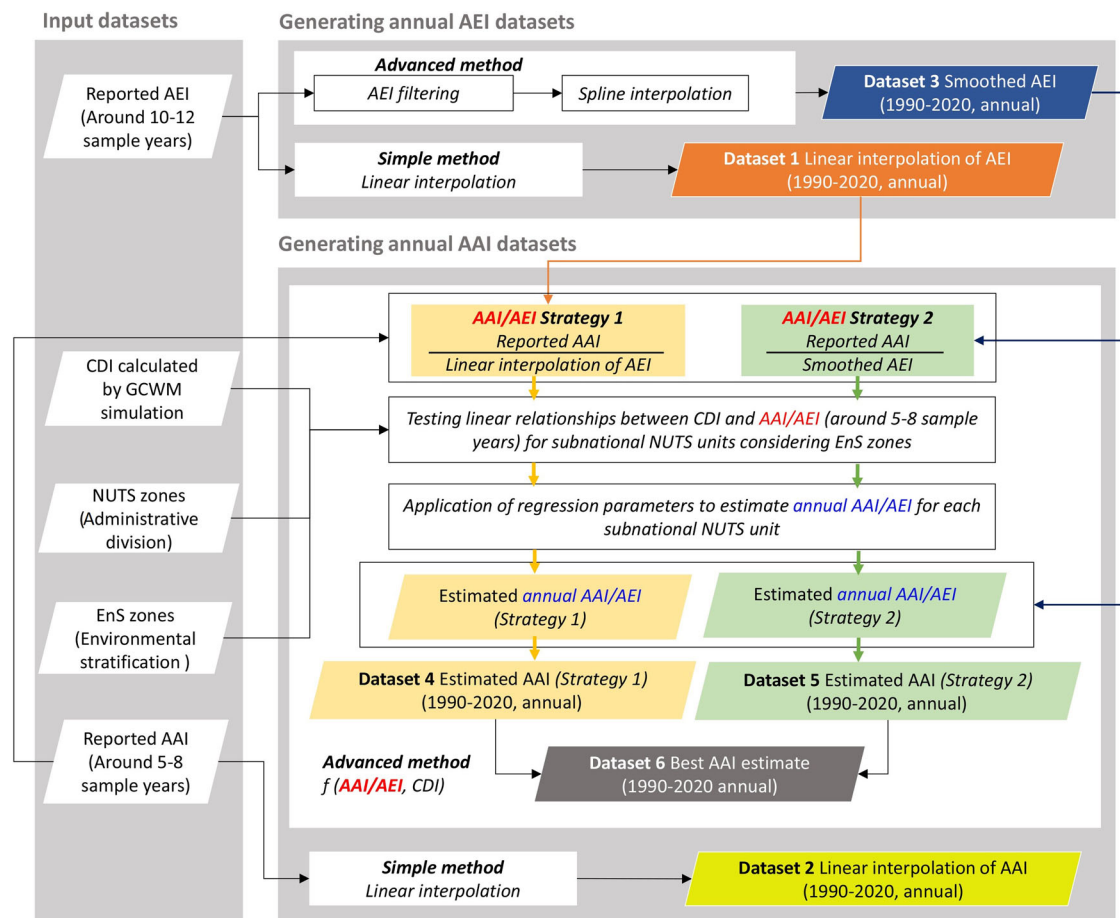 Input datasets
Reported AEI
(Around 10-12
sample years)
CDI calculated
by GCWM
simulation
NUTS zones
(Administrative
division)
EnS zones
(Environmental
stratification )
Reported AAI
(Around 5-8
sample years)
Generating annual AEI datasets
Advanced method
AEI filtering
Spline interpolation
Dataset 3 Smoothed AEI
(1990-2020, annual)
Simple method
Linear interpolation
Dataset 1 Linear interpolation of AEI
(1990-2020, annual)
Generating annual AAI datasets
AAI/AEI Strategy 1
Reported AAI
Linear interpolation of AEI
AAI/AEI Strategy 2
Reported AAI
Smoothed AEI
Testing linear relationships between CDI and AAI/AEI (around 5-8 sample
years) for subnational NUTS units considering EnS zones
Application of regression parameters to estimate annual AAI/AEI for each
subnational NUTS unit
Estimated annual AAI/AEI
(Strategy 1)
Estimated annual AAI/AEI
(Strategy 2)
Dataset 4 Estimated AAI (Strategy 1)
(1990-2020, annual)
Dataset 5 Estimated AAI (Strategy 2)
(1990-2020, annual)
Advanced method
f (AAI/AEI, CDI)
Dataset 6 Best AAI estimate
(1990-2020 annual)
Simple method
Linear interpolation
Dataset 2 Linear interpolation of AAI
(1990-2020, annual)